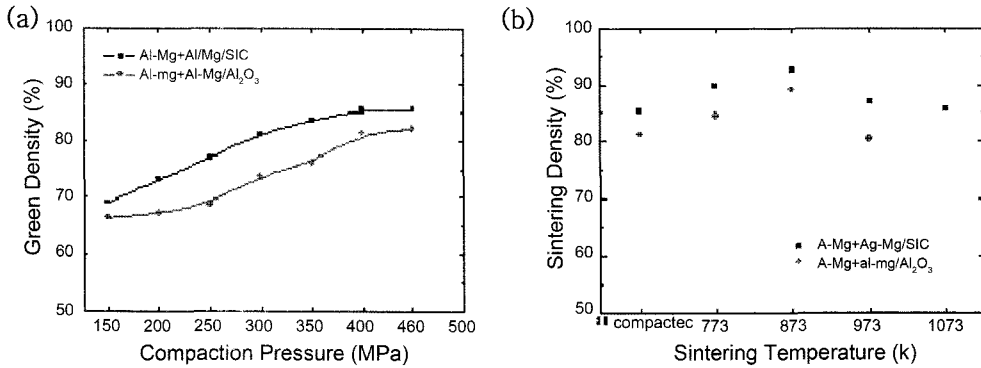 (a)
100
90
80
70
60
50
Green Density (%)
Al-Mg+Al/Mg/SIC
Al-mg+Al-Mg/Al₂O₃
150 200 250 300 350 400 460 500
Compaction Pressure (MPa)
(b)
100
90
80
70
60
50
Sintering Density (%)
A-Mg+Ag-Mg/SIC
A-Mg+al-mg/Al₂O₃
compactec 773 873 973 1073
Sintering Temperature (k)